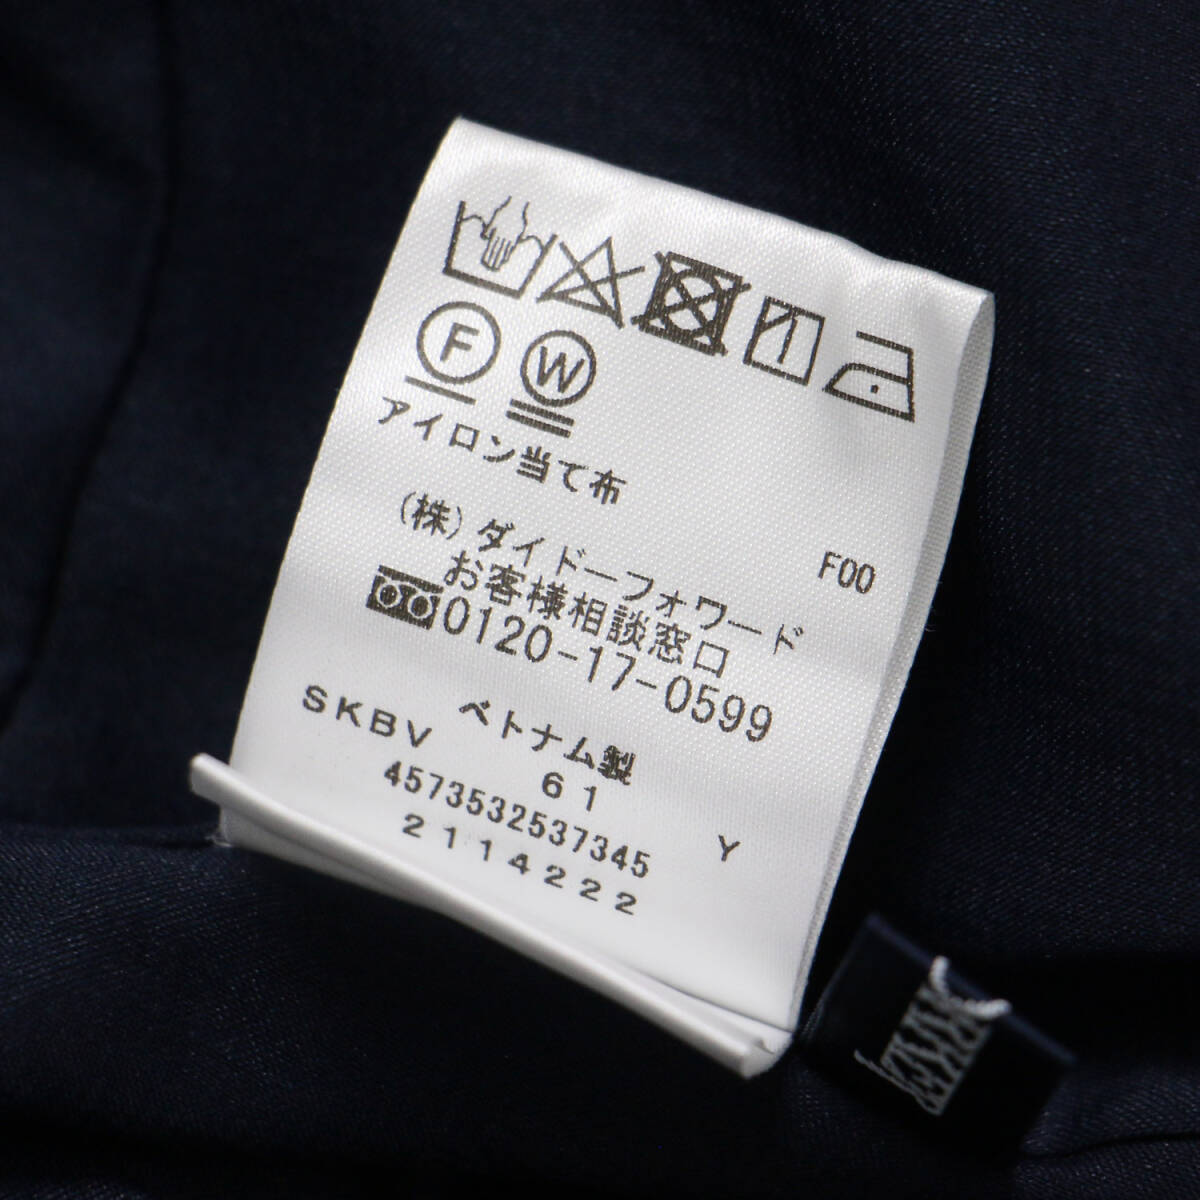 F W
アイロン当て布
F00
(株)ダイドーフォワード
お客様相談窓口
0120-17-0599
ベトナム製
SKBV 61
4573532537345 Y
2114222